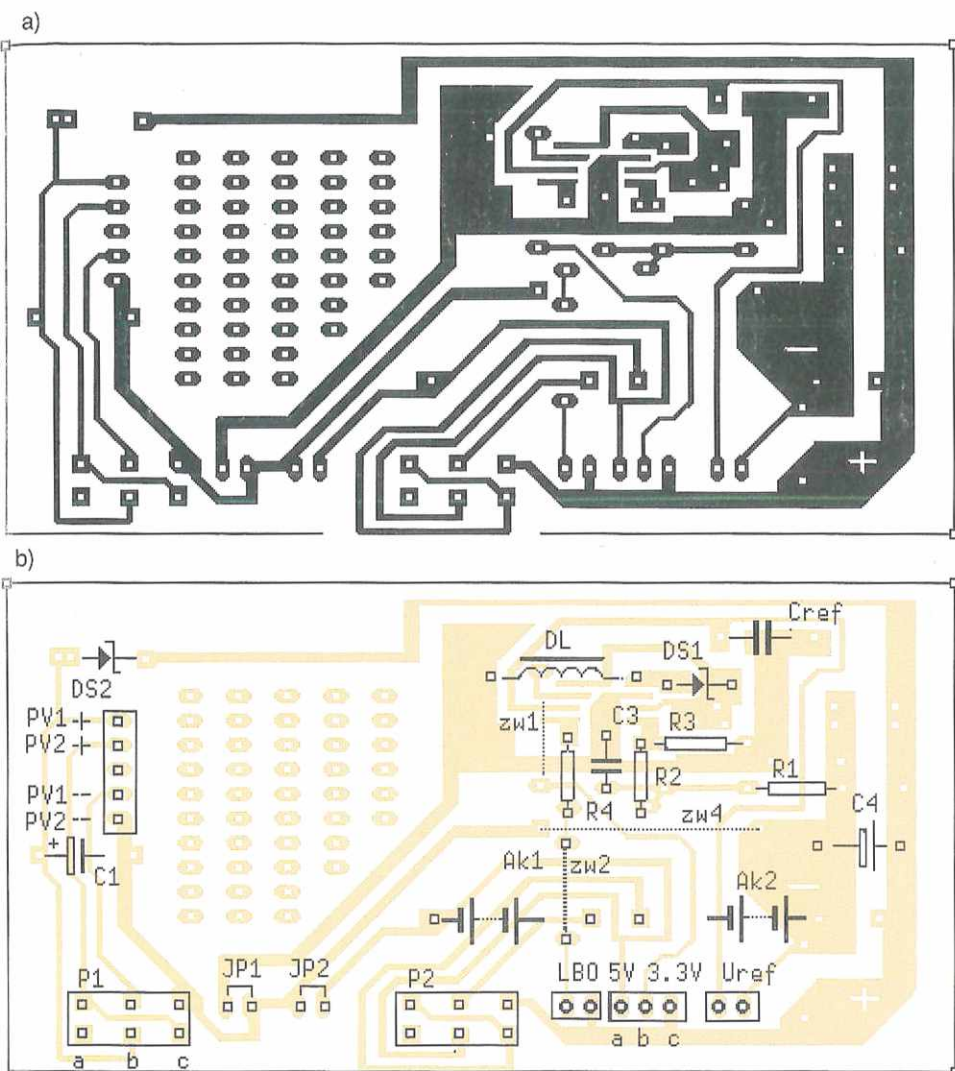 a)
b)
Cref
DL
DS1
DS2
PV1
PV2
zw1
C3
R3
R4
R2
R1
PV1
PV2
zw4
C4
+
C1
Ak1
zw2
Ak2
P1
JP1
JP2
P2
LBO 5V 3.3V Uref
a b c
a b c